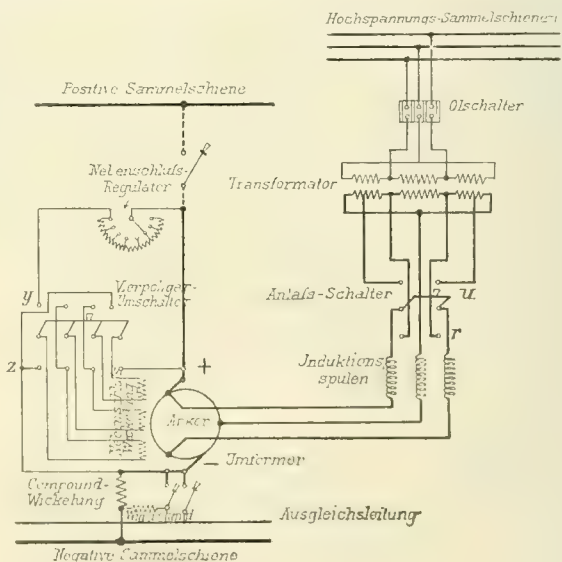 Hochspannungs-Sammelschienen
Positive Sammelschiene
Ölschalter
Nebenschluß-
Regulator
Transformator
Vierpoliger
Umschalter
Anlaß-Schalter
y
u
z
r
+
Induktions
spulen
Anker
–
Umformer
Compound-
Wickelung
Ausgleichsleitung
Negative Sammelschiene